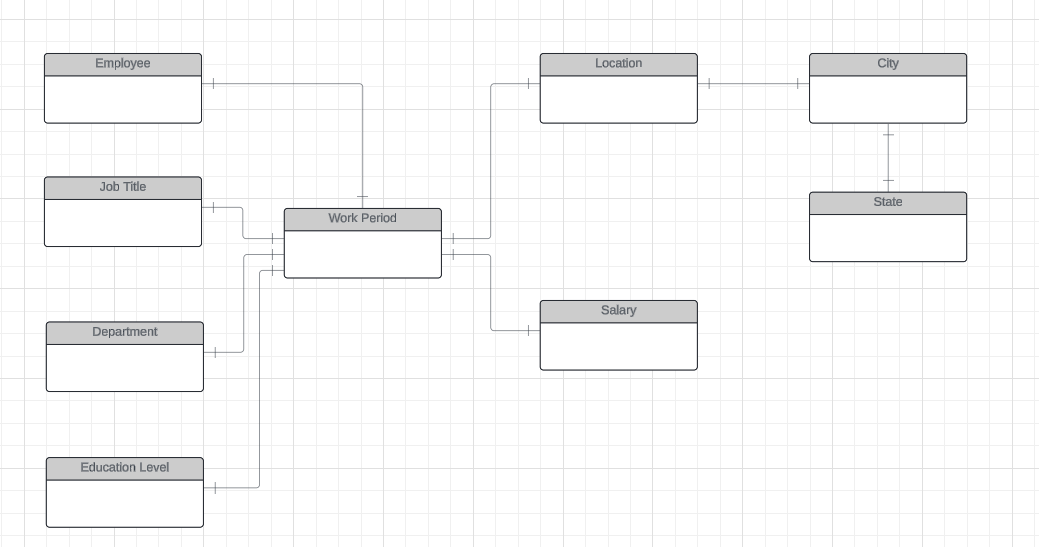 Employee
Location
City
Job Title
State
Work Period
Salary
Department
Education Level